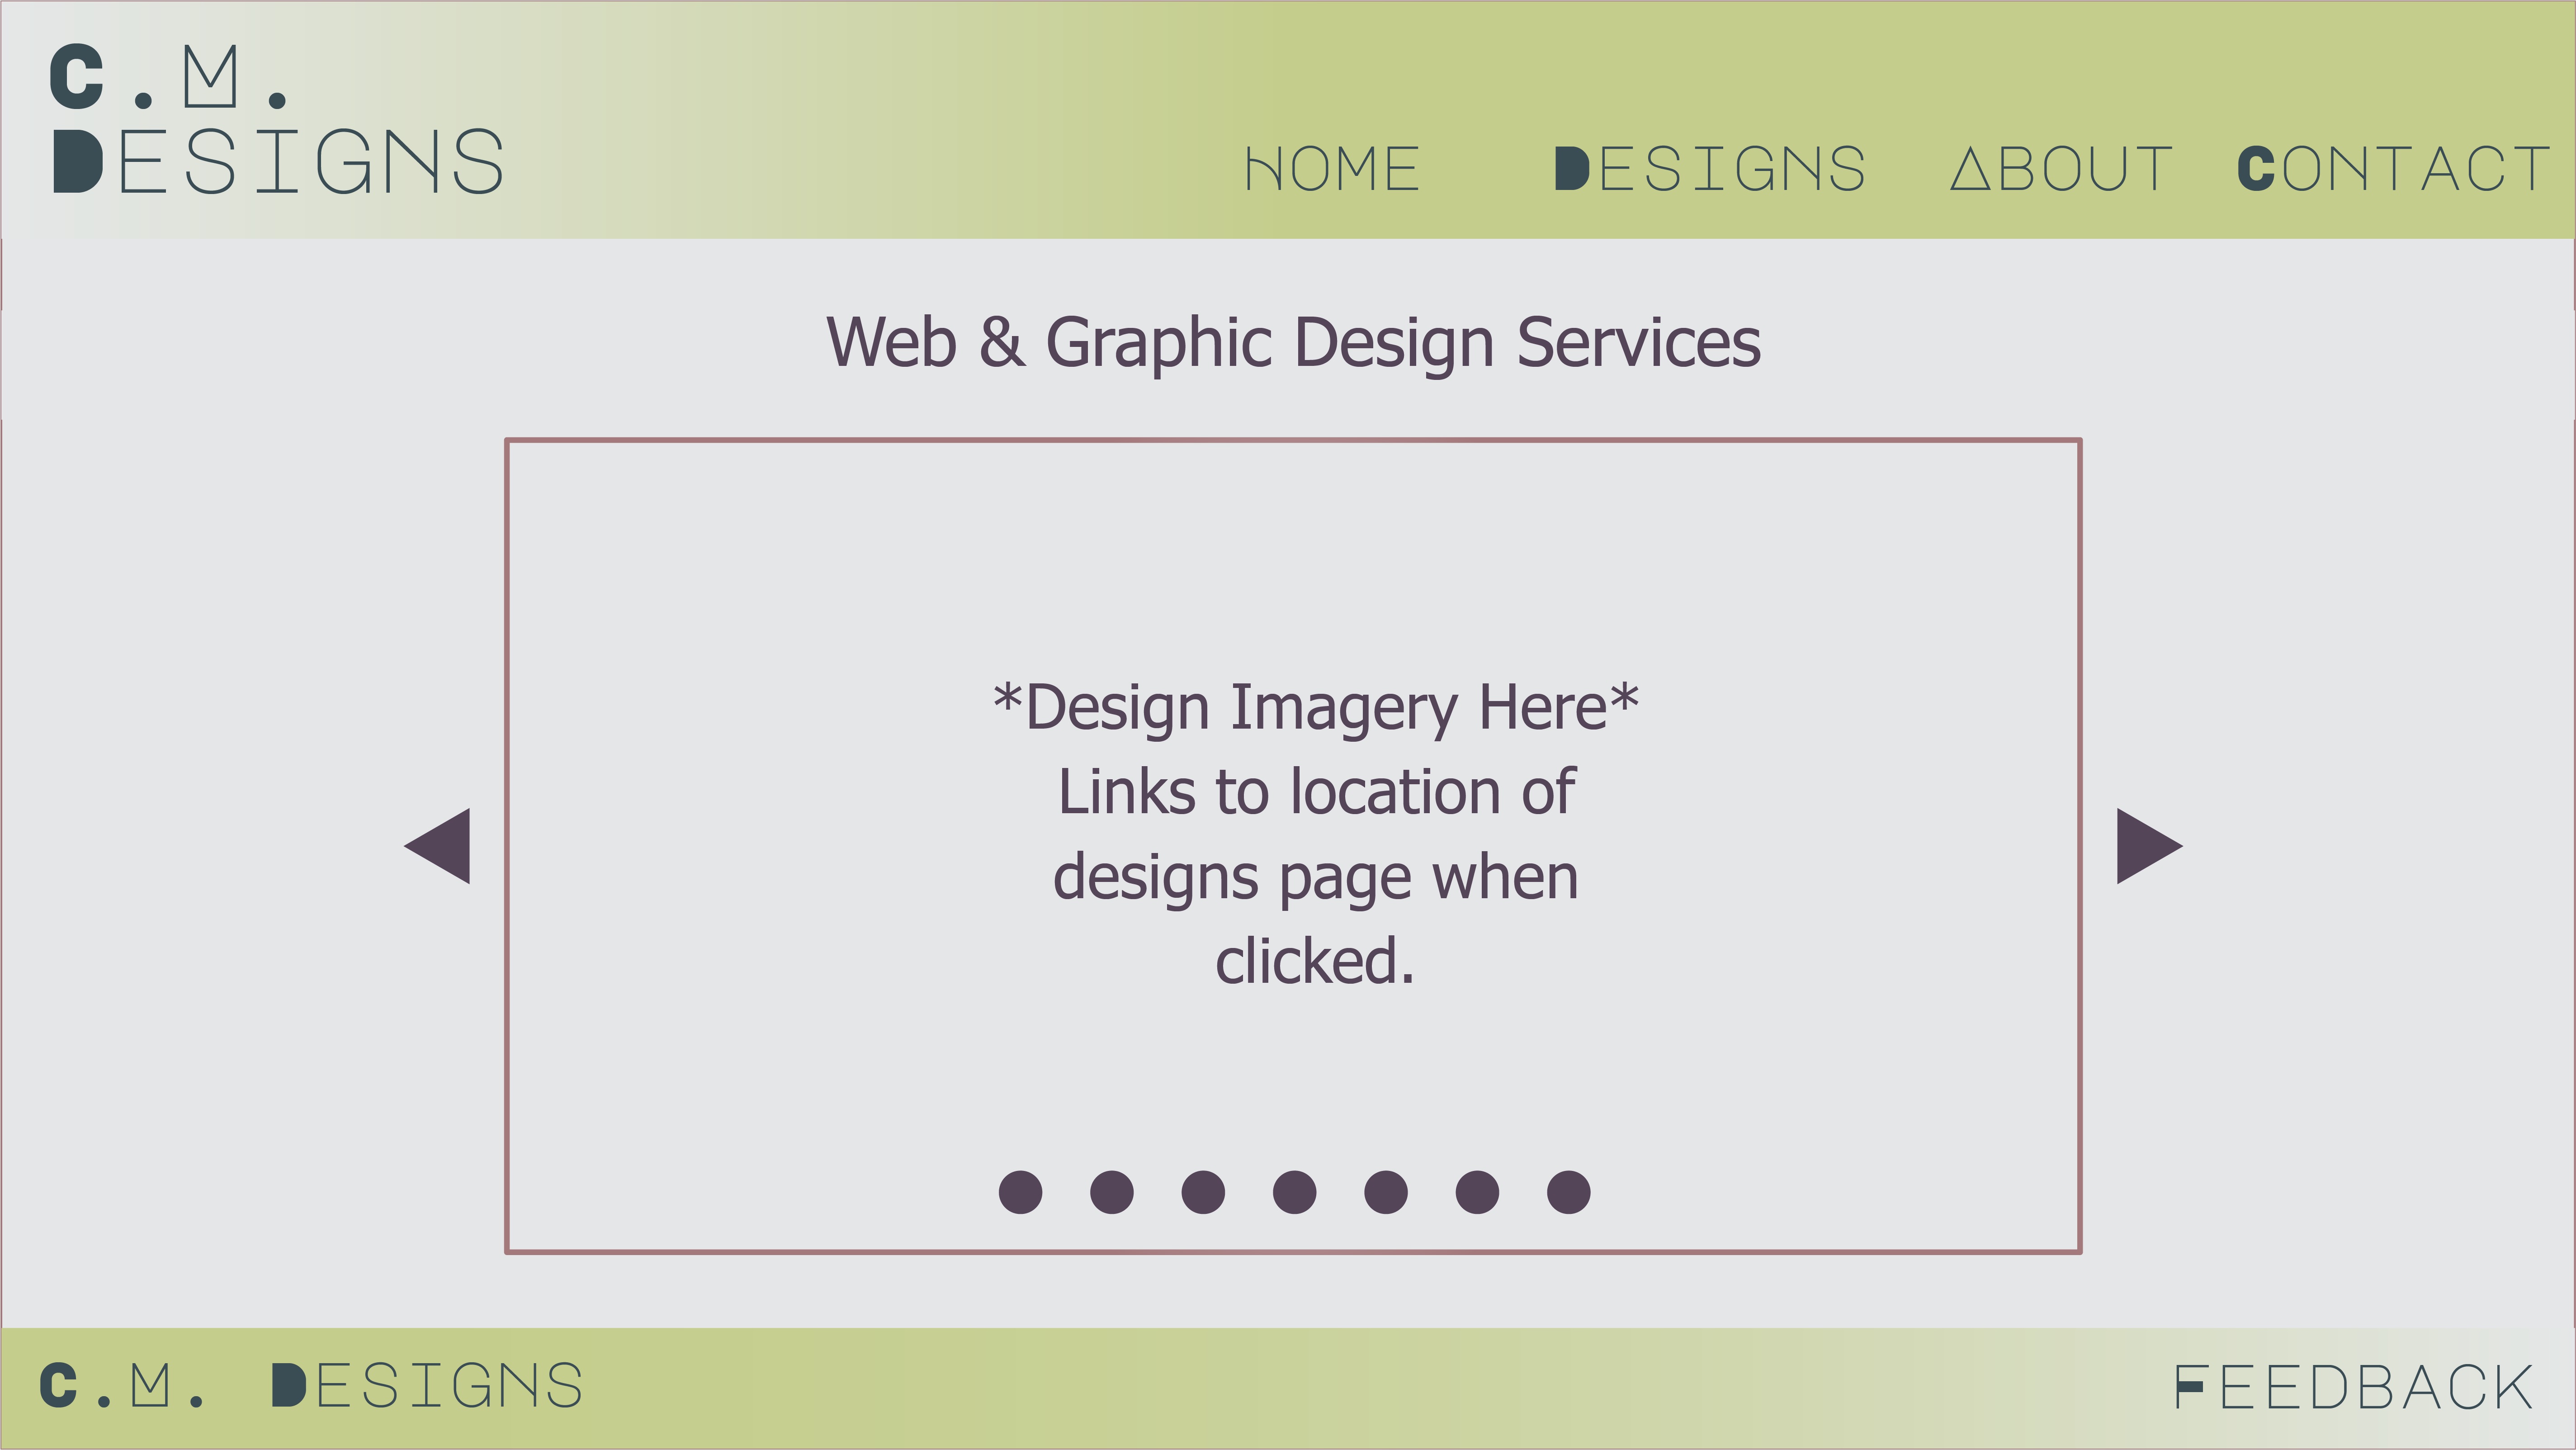 C.M.
DESIGNS
HOME DESIGNS ABOUT CONTACT
Web & Graphic Design Services
*Design Imagery Here*
Links to location of
designs page when
clicked.
C.M. DESIGNS
FEEDBACK